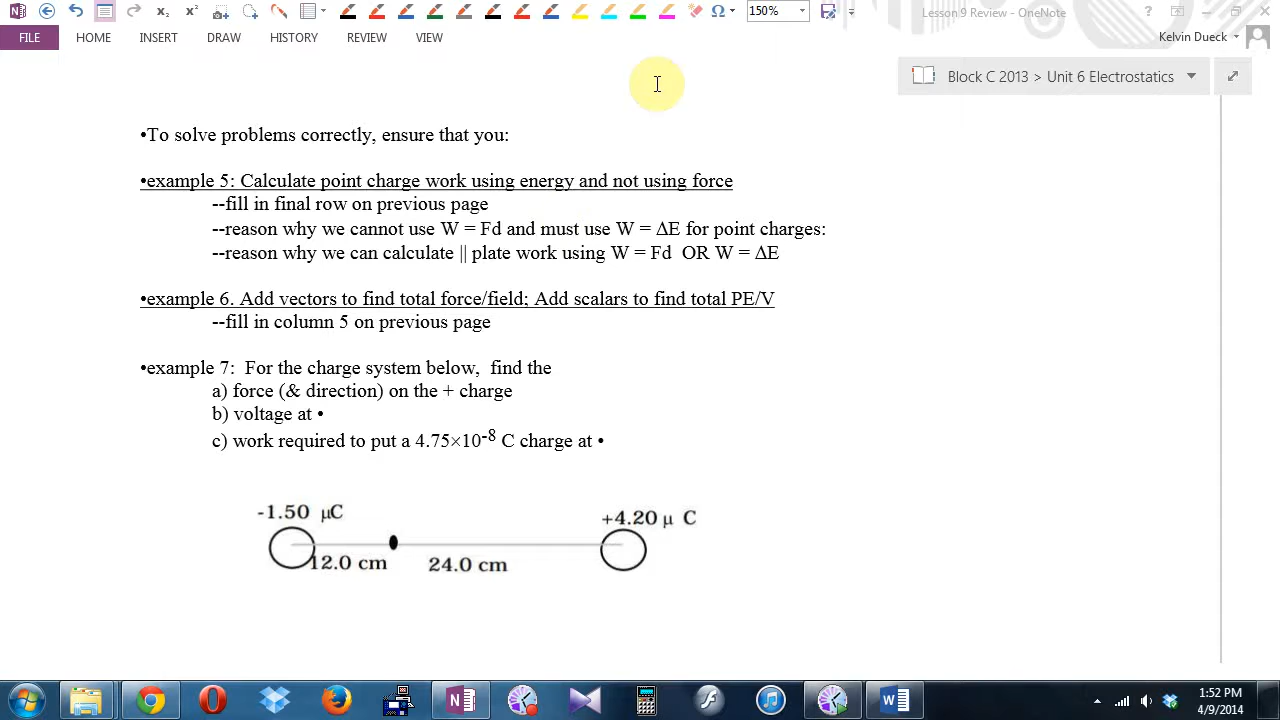 150%
Lesson 9 Review - OneNote
FILE
HOME
INSERT
DRAW
HISTORY
REVIEW
VIEW
Kelvin Dueck
Block C 2013 > Unit 6 Electrostatics
•To solve problems correctly, ensure that you:
•example 5: Calculate point charge work using energy and not using force
--fill in final row on previous page
--reason why we cannot use W = Fd and must use W = ΔE for point charges:
--reason why we can calculate || plate work using W = Fd OR W = ΔE
•example 6. Add vectors to find total force/field; Add scalars to find total PE/V
--fill in column 5 on previous page
•example 7: For the charge system below, find the
a) force (& direction) on the + charge
b) voltage at •
c) work required to put a 4.75×10⁻⁸ C charge at •
-1.50 μC
+4.20 μ C
12.0 cm
24.0 cm
1:52 PM
4/9/2014